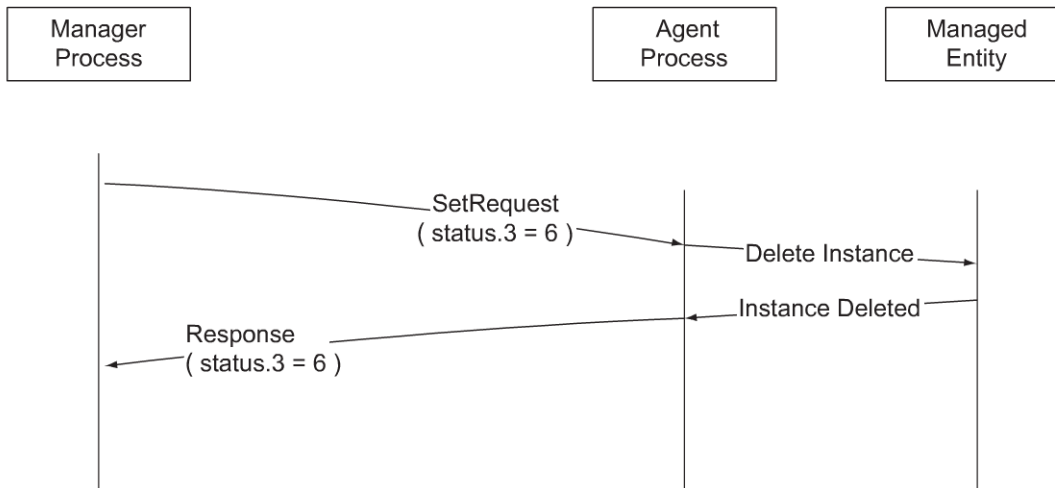 Manager
Process
Agent
Process
Managed
Entity
SetRequest
( status.3 = 6 )
Delete Instance
Instance Deleted
Response
( status.3 = 6 )